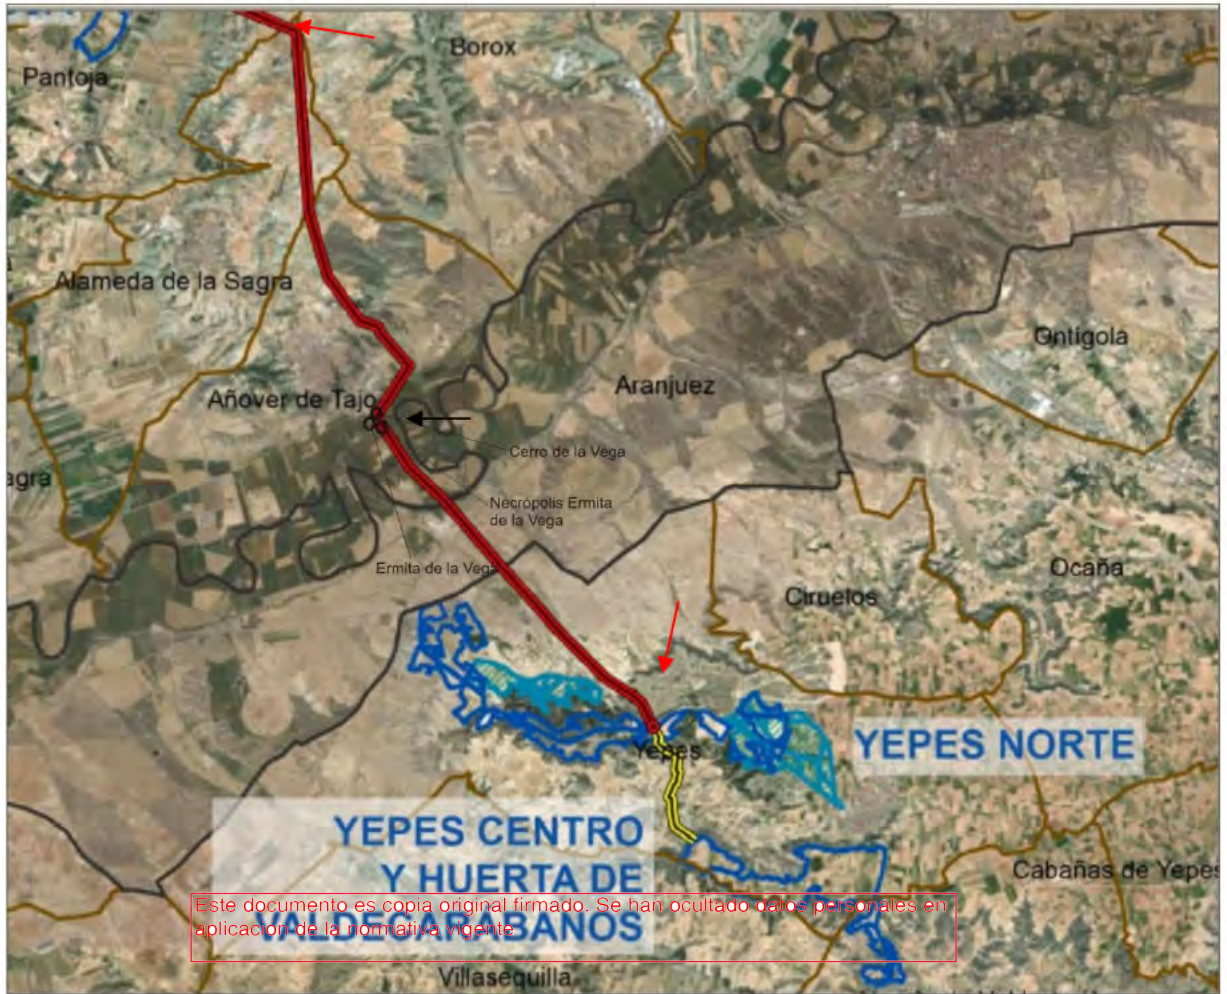 Borox
Pantoja
Alameda de la Sagra
Ontígola
Aranjuez
Añover de Tajo
Cerro de la Vega
agra
Necrópolis Ermita
de la Vega
Ermita de la Vega
Ocaña
Ciruelos
Yepes
YEPES NORTE
YEPES CENTRO
Y HUERTA DE
VALDECARÁBANOS
Cabañas de Yepes
Este documento es copia original firmado. Se han ocultado datos personales en
aplicación de la normativa vigente
Villasequilla